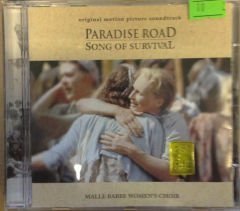 original motion picture soundtrack
PARADISE ROAD
SONG OF SURVIVAL
MALLE BABBE WOMEN'S CHOIR